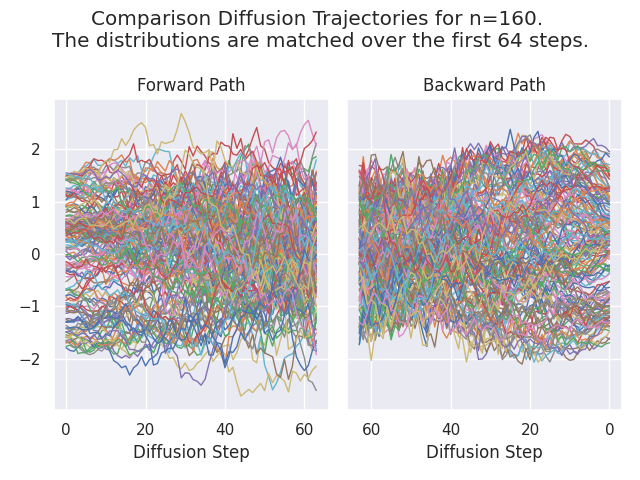 Comparison Diffusion Trajectories for n=160.
The distributions are matched over the first 64 steps.
Forward Path
Backward Path
2
1
0
−1
−2
0 20 40 60
60 40 20 0
Diffusion Step
Diffusion Step